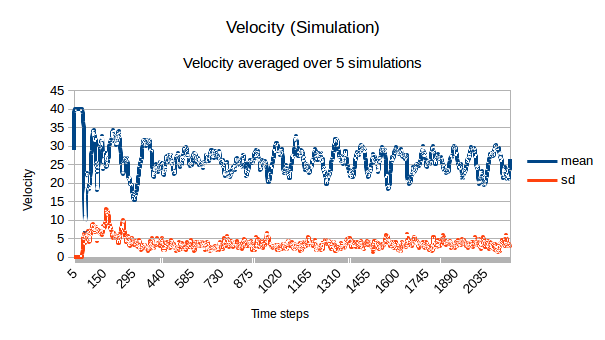 Velocity (Simulation)
Velocity averaged over 5 simulations
45
40
35
30
25
20
15
10
5
0
Velocity
mean
sd
5 150 295 440 585 730 875 1020 1165 1310 1455 1600 1745 1890 2035
Time steps